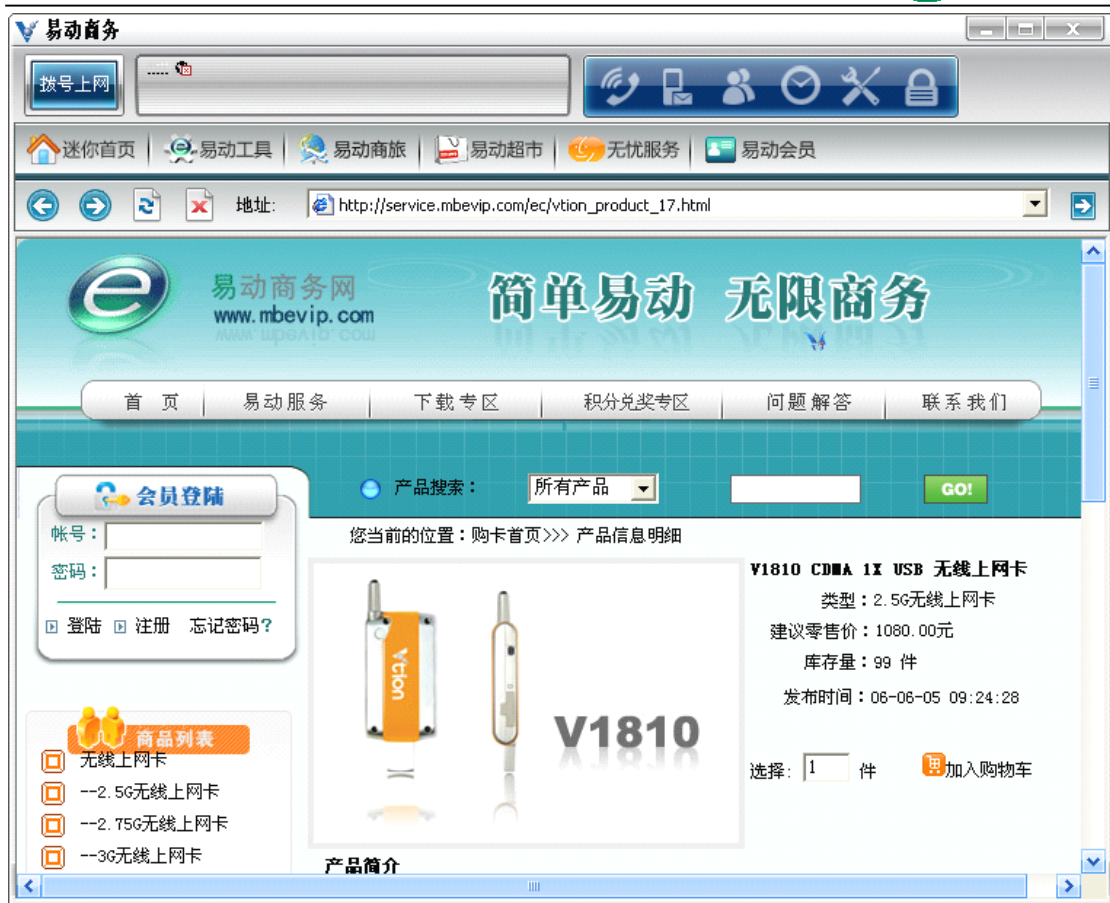 易动商务
拨号上网
.....
迷你首页 易动工具 易动商旅 易动超市 无忧服务 易动会员
地址: http://service.mbevip.com/ec/vtion_product_17.html
易动商务网
www.mbevip.com
简单易动 无限商务
首 页 易动服务 下载专区 积分兑奖专区 问题解答 联系我们
会员登陆
产品搜索： 所有产品 GO!
帐号：
密码：
登陆 注册 忘记密码?
您当前的位置：购卡首页>>> 产品信息明细
V1810 CDMA 1X USB 无线上网卡
类型：2.5G无线上网卡
建议零售价：1080.00元
库存量：99 件
发布时间：06-06-05 09:24:28
选择: 1 件 加入购物车
Vtion
V1810
商品列表
无线上网卡
--2.5G无线上网卡
--2.75G无线上网卡
--3G无线上网卡
产品简介